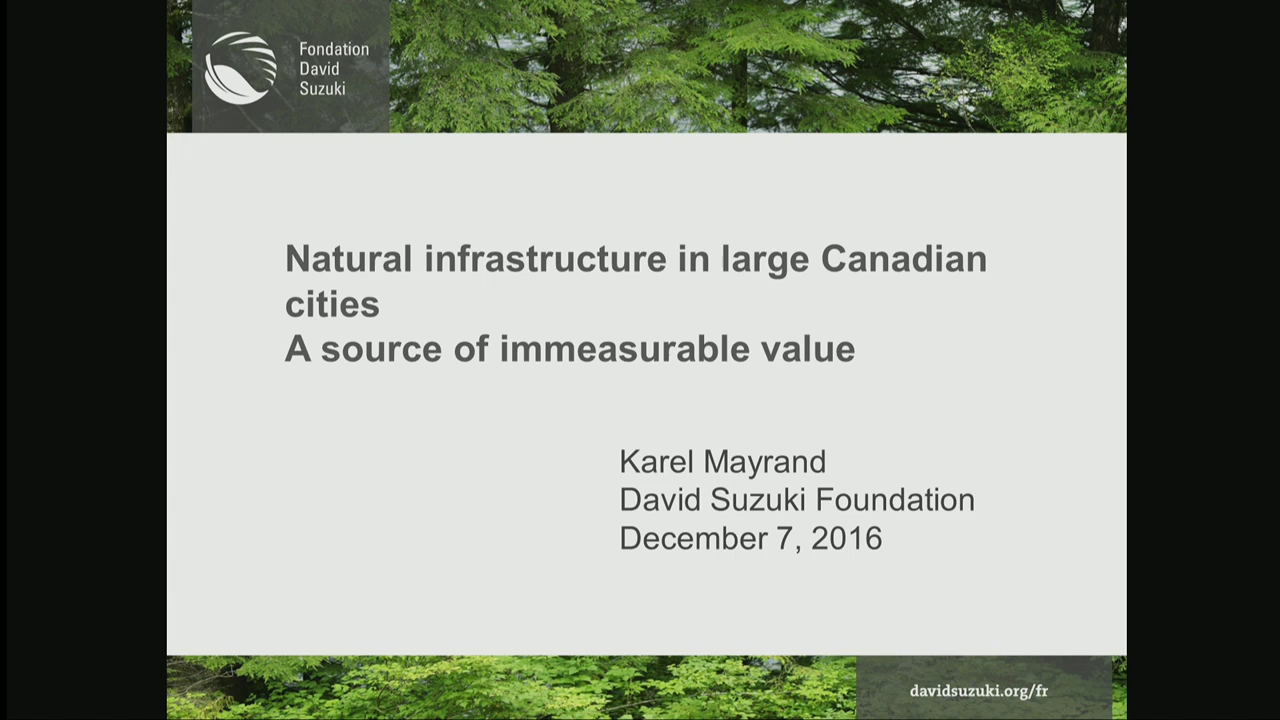 Fondation
David
Suzuki
Natural infrastructure in large Canadian
cities
A source of immeasurable value
Karel Mayrand
David Suzuki Foundation
December 7, 2016
davidsuzuki.org/fr